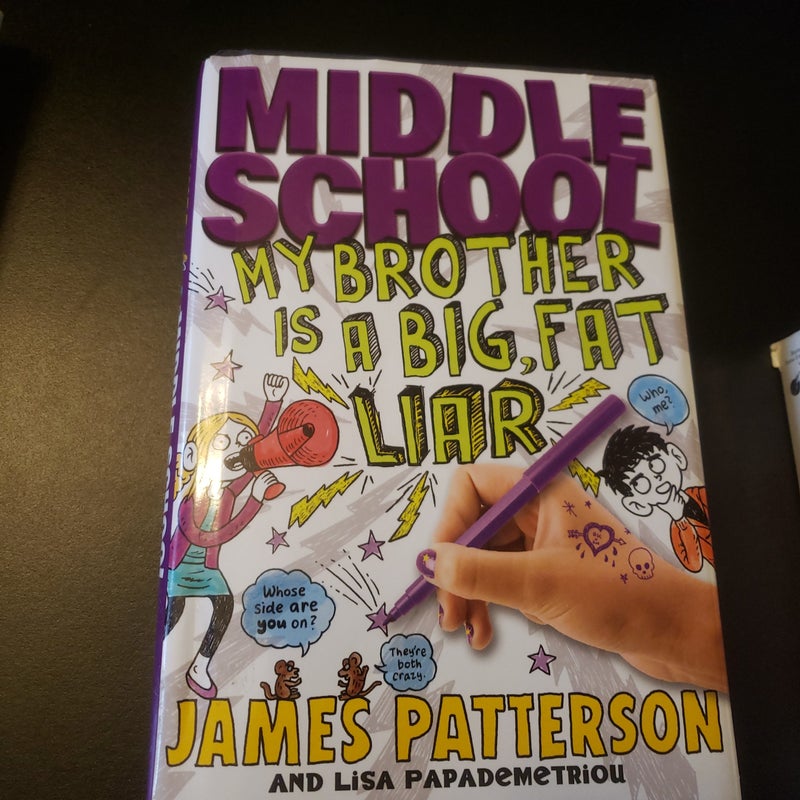 MIDDLE
SCHOOL
MY BROTHER
IS A BIG, FAT
LIAR
Who,
me?
Whose
side are
you on?
They're
both
crazy.
JAMES PATTERSON
AND LISA PAPADEMETRIOU